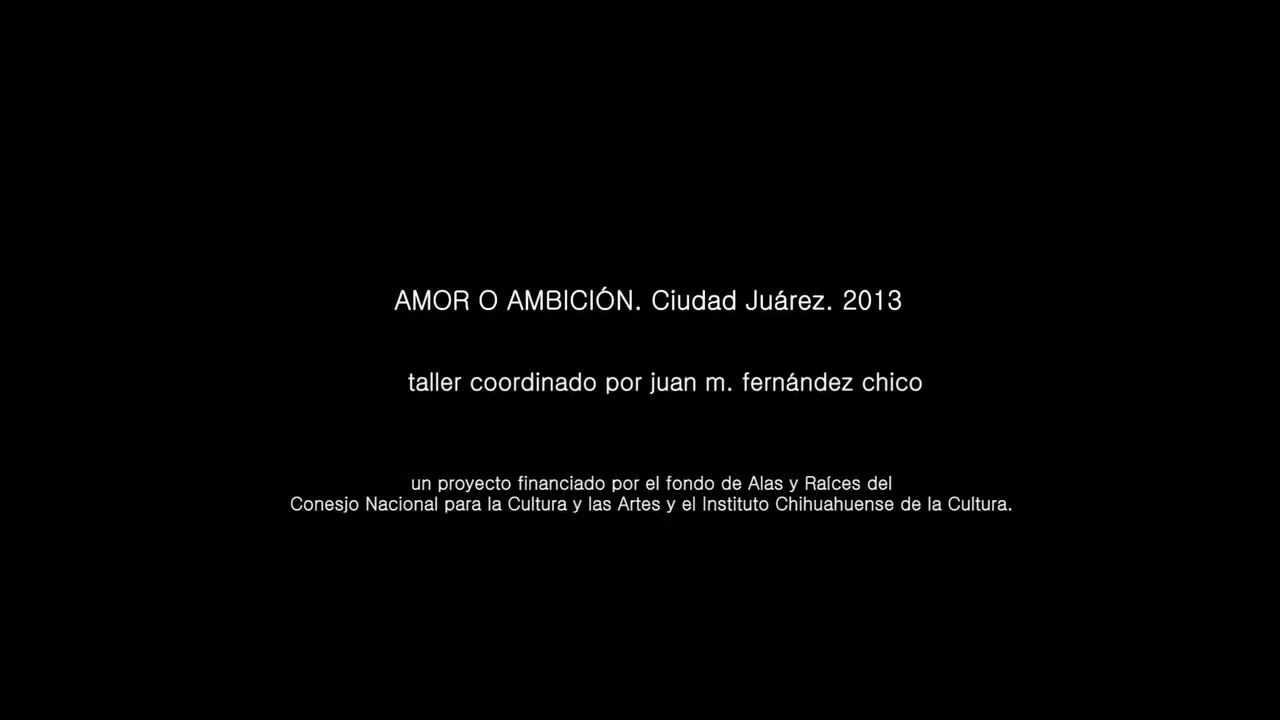 AMOR O AMBICIÓN. Ciudad Juárez. 2013
taller coordinado por juan m. fernández chico
un proyecto financiado por el fondo de Alas y Raíces del
Conesjo Nacional para la Cultura y las Artes y el Instituto Chihuahuense de la Cultura.